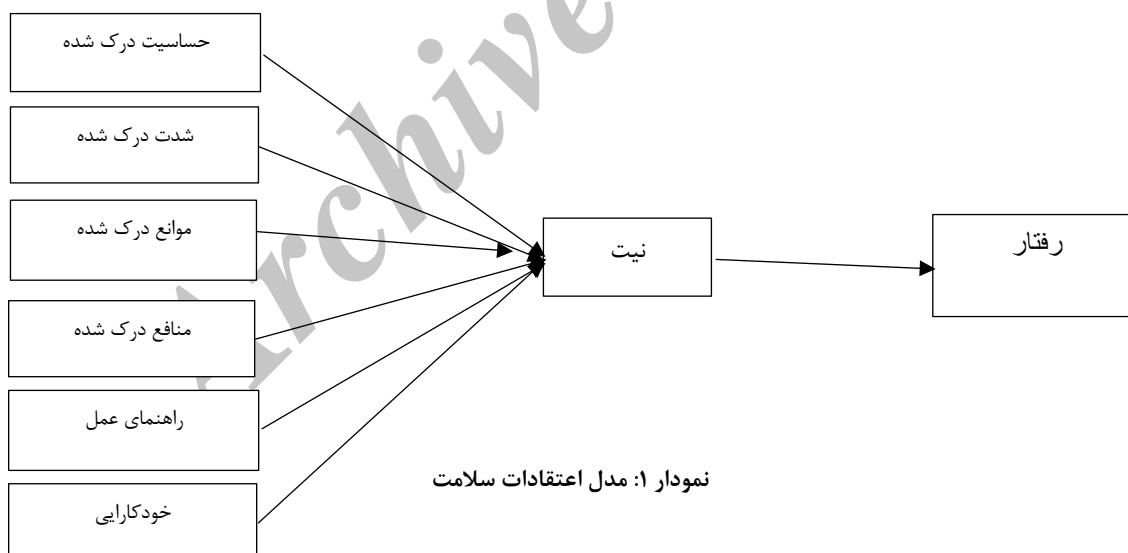 حساسیت درک شده
شدت درک شده
موانع درک شده
منافع درک شده
راهنمای عمل
خودکارایی
نیت
رفتار
نمودار ۱: مدل اعتقادات سلامت
Archive